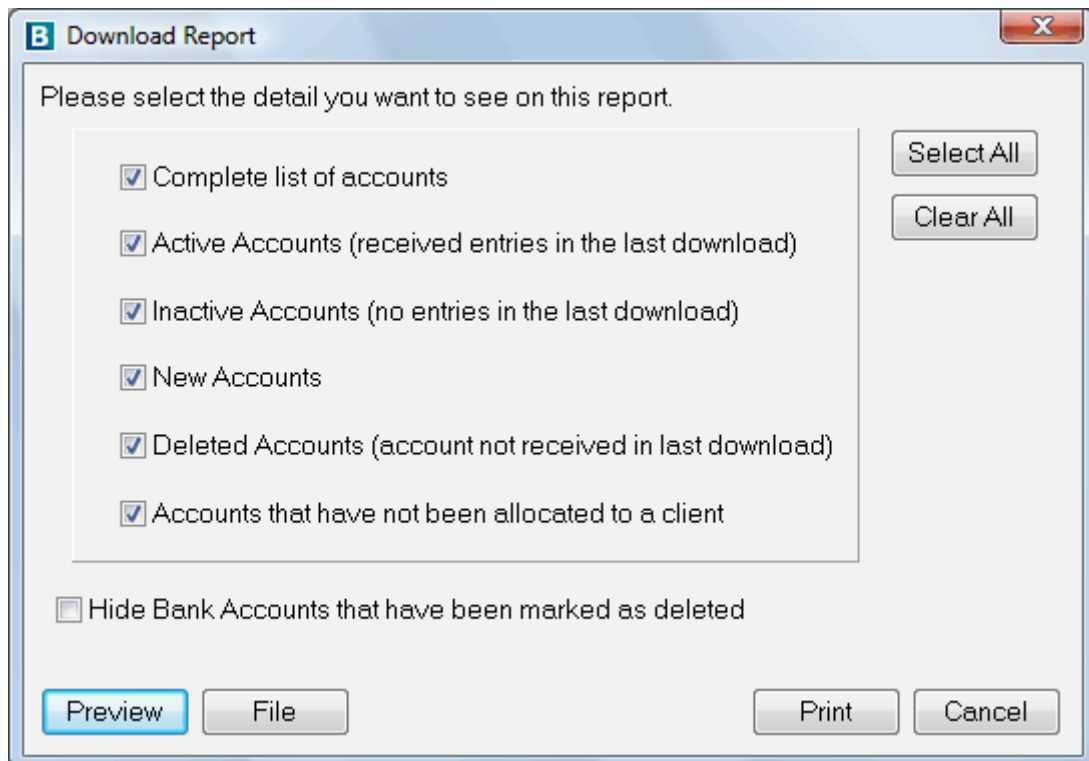 B Download Report
Please select the detail you want to see on this report.
Select All
Complete list of accounts
Clear All
Active Accounts (received entries in the last download)
Inactive Accounts (no entries in the last download)
New Accounts
Deleted Accounts (account not received in last download)
Accounts that have not been allocated to a client
Hide Bank Accounts that have been marked as deleted
Preview File Print Cancel